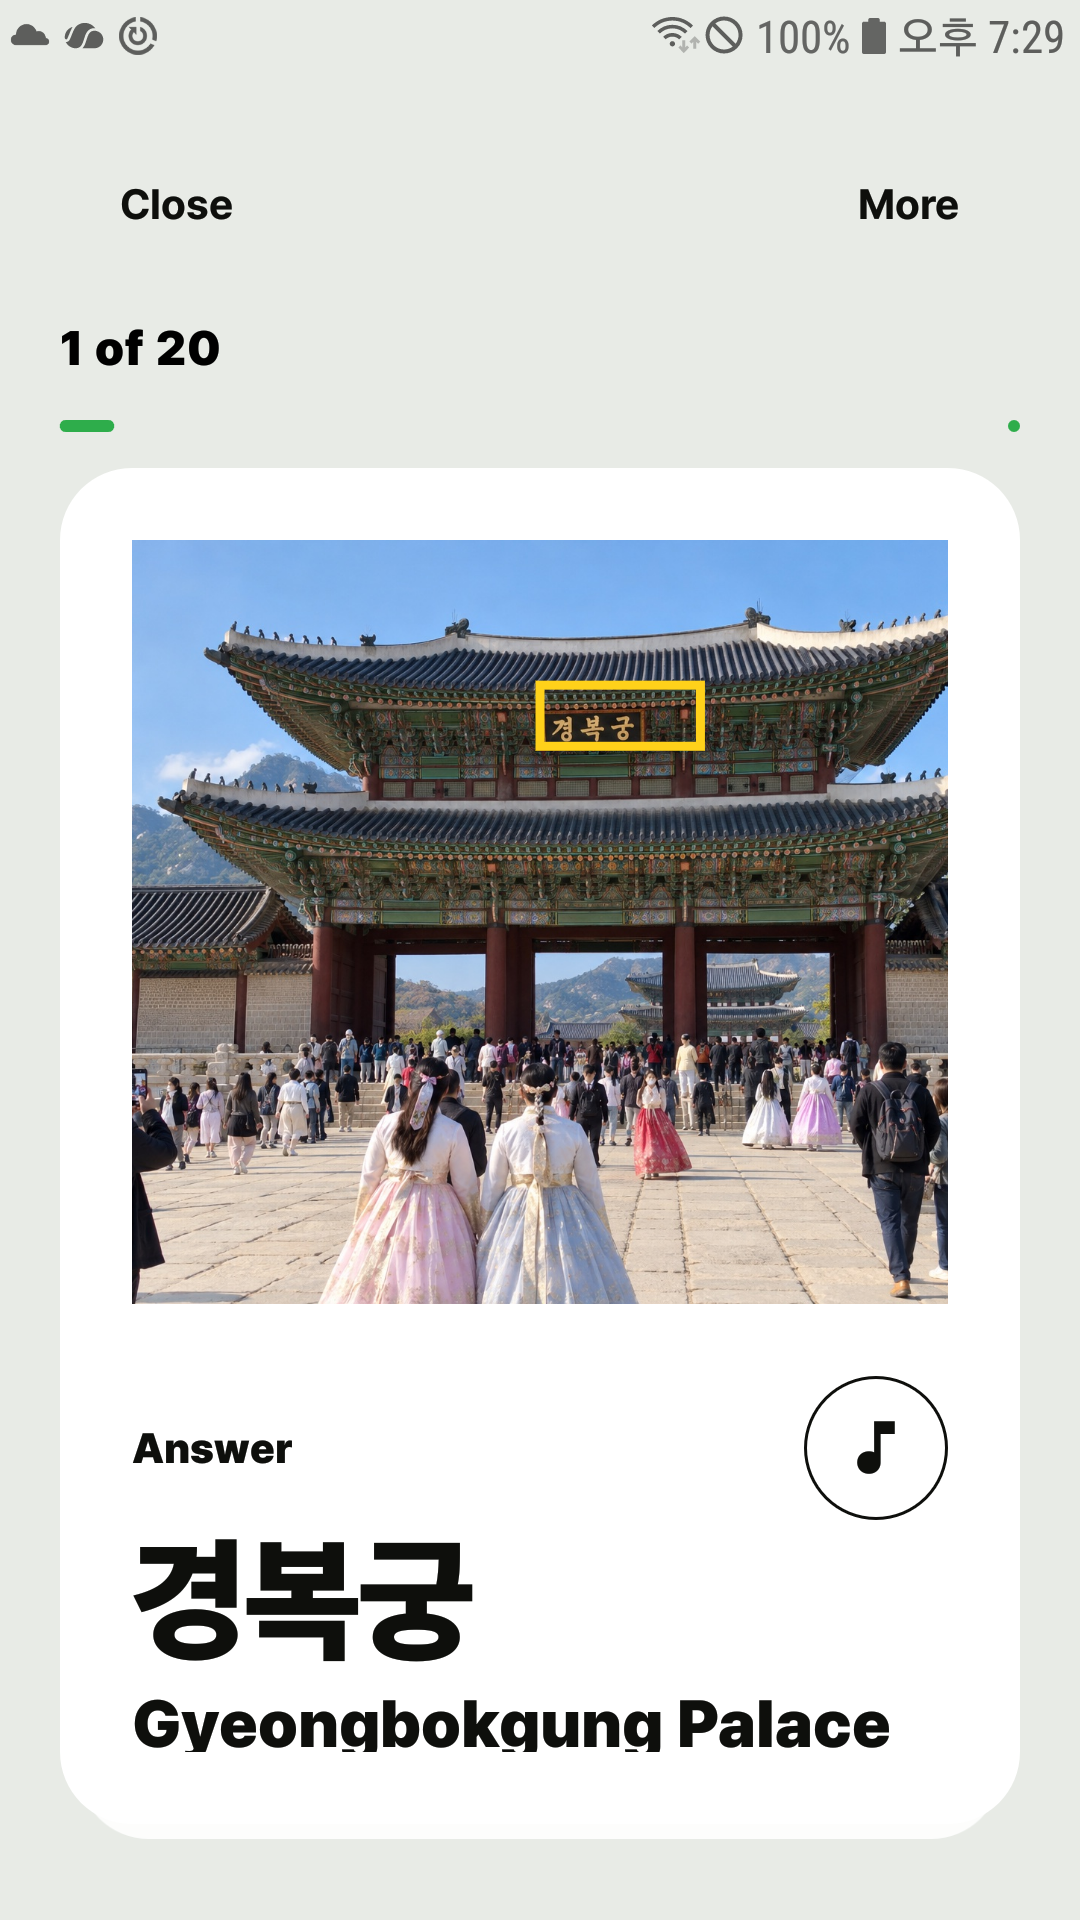 100% 오후 7:29
Close
More
1 of 20
경복궁
Answer
경복궁
Gyeongbokgung Palace